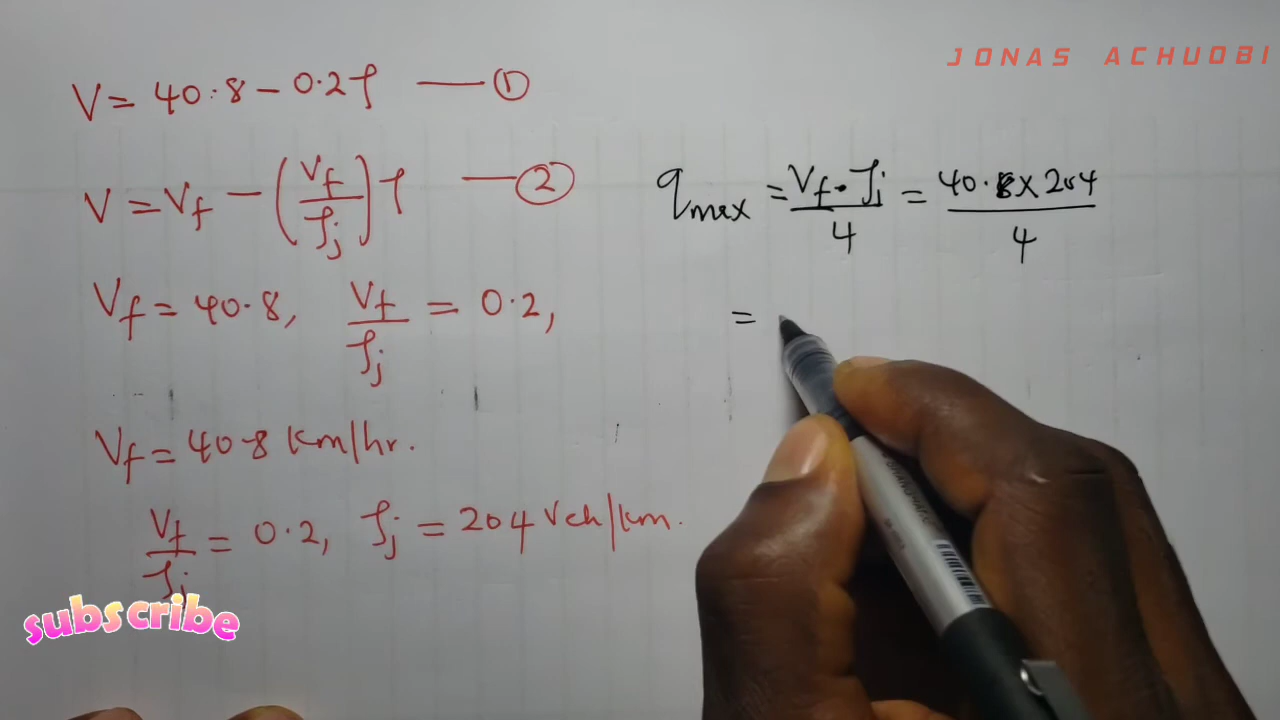 JONAS ACHUOBI
V = 40.8 - 0.2ρ —— ①
V = Vf - (Vf/ρj)ρ —— ②
Vf = 40.8, Vf/ρj = 0.2,
Vf = 40.8 km/hr.
Vf/ρj = 0.2, ρj = 204 Veh/km.
qmax = Vf·ρj/4 = 40.8 x 204/4
=
subscribe